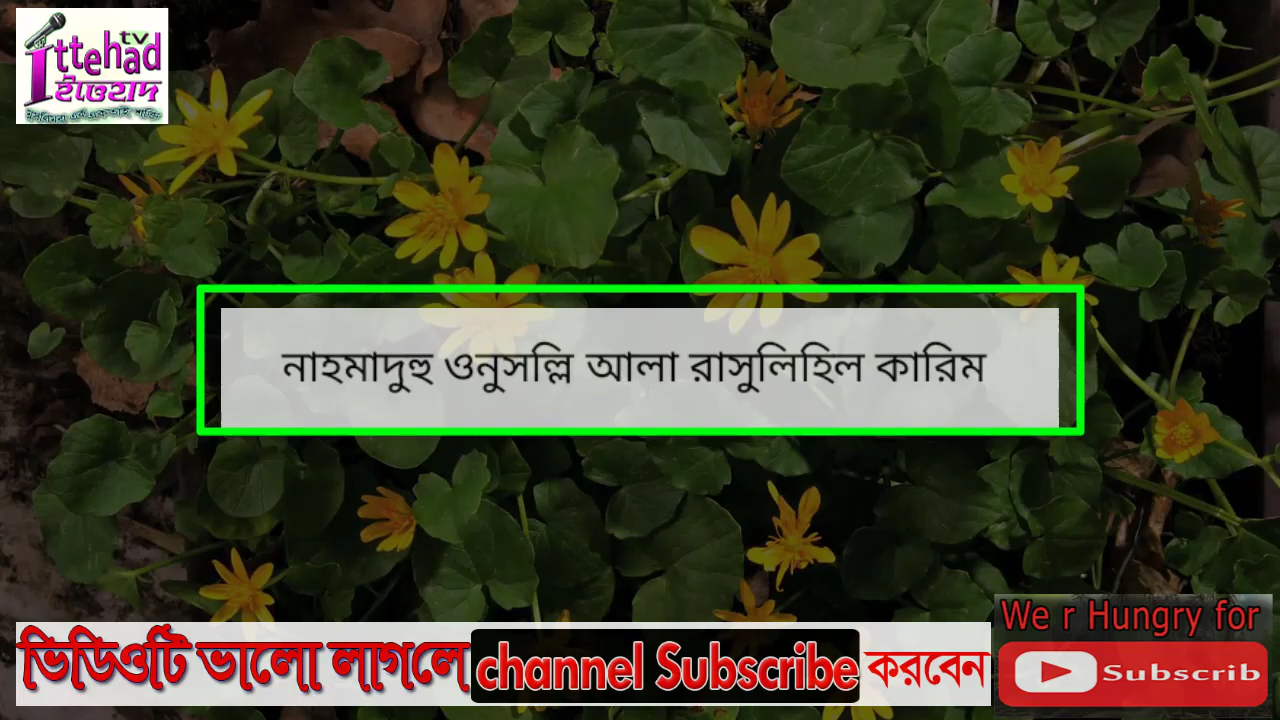 Ittehad tv
ইত্তেহাদ
নাহমাদুহু ওনুসল্লি আলা রাসুলিহিল কারিম
We r Hungry for
ভিডিওটি ভালো লাগলে channel Subscribe করবেন
Subscrib